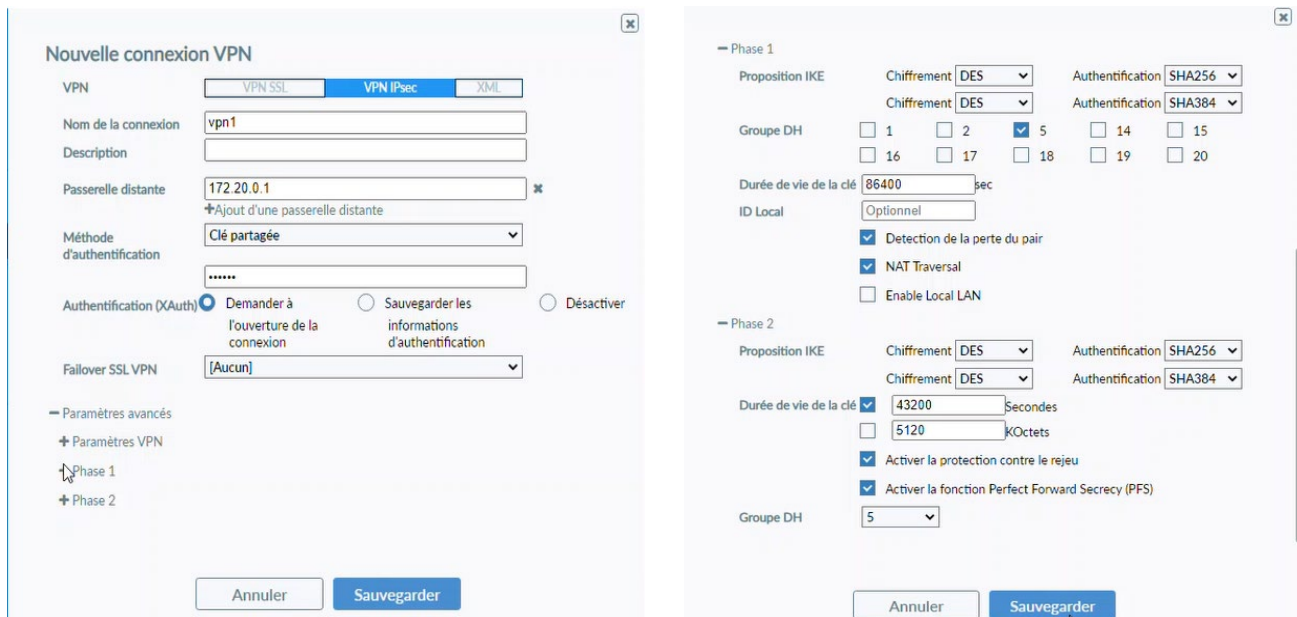 Nouvelle connexion VPN
VPN VPN SSL VPN IPsec XML
Nom de la connexion vpn1
Description
Passerelle distante 172.20.0.1
+Ajout d'une passerelle distante
Méthode d'authentification Clé partagée
••••••
Authentification (XAuth) Demander à l'ouverture de la connexion Sauvegarder les informations d'authentification Désactiver
Failover SSL VPN [Aucun]
Paramètres avancés
+ Paramètres VPN
Phase 1
+ Phase 2
Annuler Sauvegarder
Phase 1
Proposition IKE Chiffrement DES Authentification SHA256
Chiffrement DES Authentification SHA384
Groupe DH 1 2 5 14 15
16 17 18 19 20
Durée de vie de la clé 86400 sec
ID Local Optionnel
Detection de la perte du pair
NAT Traversal
Enable Local LAN
Phase 2
Proposition IKE Chiffrement DES Authentification SHA256
Chiffrement DES Authentification SHA384
Durée de vie de la clé 43200 Secondes
5120 KOctets
Activer la protection contre le rejeu
Activer la fonction Perfect Forward Secrecy (PFS)
Groupe DH 5
Annuler Sauvegarder